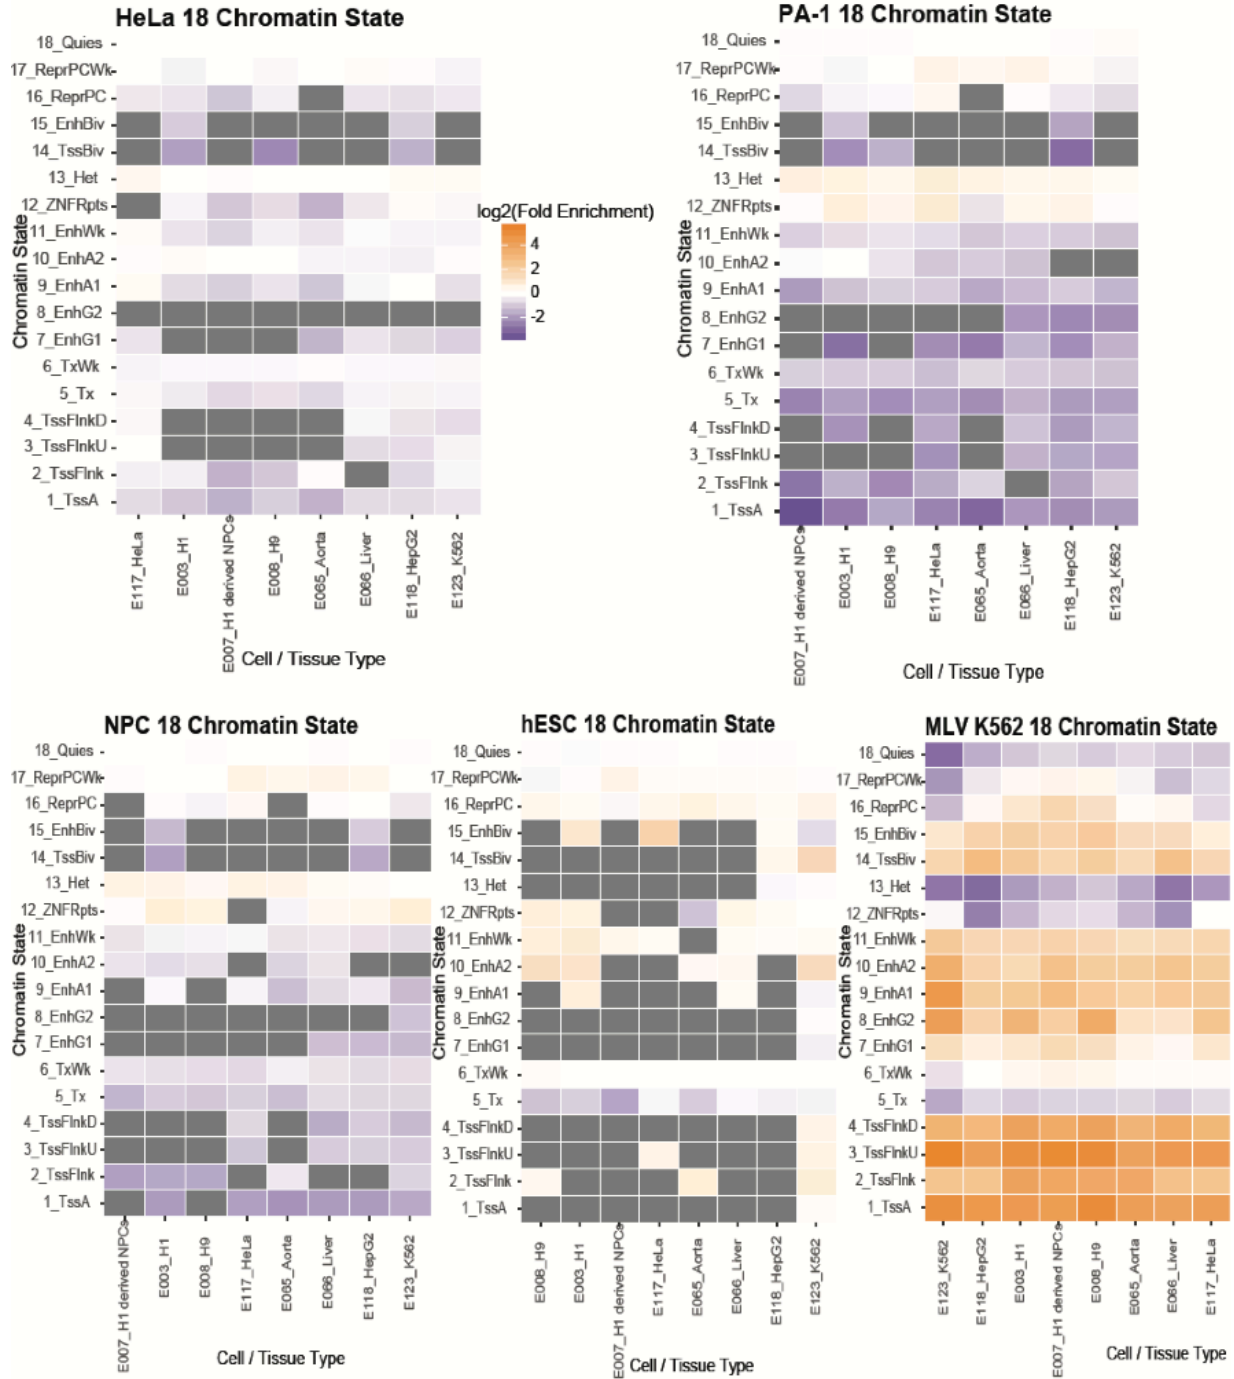 HeLa 18 Chromatin State
18_Quies
17_ReprPCWk
16_ReprPC
15_EnhBiv
14_TssBiv
13_Het
12_ZNFRpts
11_EnhWk
10_EnhA2
9_EnhA1
8_EnhG2
7_EnhG1
6_TxWk
5_Tx
4_TssFlnkD
3_TssFlnkU
2_TssFlnk
1_TssA
Chromatin State
E117_HeLa
E003_H1
E007_H1 derived NPCs
E008_H9
E065_Aorta
E066_Liver
E118_HepG2
E123_K562
Cell / Tissue Type
log2(Fold Enrichment)
4
2
0
-2
PA-1 18 Chromatin State
18_Quies
17_ReprPCWk
16_ReprPC
15_EnhBiv
14_TssBiv
13_Het
12_ZNFRpts
11_EnhWk
10_EnhA2
9_EnhA1
8_EnhG2
7_EnhG1
6_TxWk
5_Tx
4_TssFlnkD
3_TssFlnkU
2_TssFlnk
1_TssA
Chromatin State
E007_H1 derived NPCs
E003_H1
E008_H9
E117_HeLa
E065_Aorta
E066_Liver
E118_HepG2
E123_K562
Cell / Tissue Type
NPC 18 Chromatin State
18_Quies
17_ReprPCWk
16_ReprPC
15_EnhBiv
14_TssBiv
13_Het
12_ZNFRpts
11_EnhWk
10_EnhA2
9_EnhA1
8_EnhG2
7_EnhG1
6_TxWk
5_Tx
4_TssFlnkD
3_TssFlnkU
2_TssFlnk
1_TssA
Chromatin State
E007_H1 derived NPCs
E003_H1
E008_H9
E117_HeLa
E065_Aorta
E066_Liver
E118_HepG2
E123_K562
Cell / Tissue Type
hESC 18 Chromatin State
18_Quies
17_ReprPCWk
16_ReprPC
15_EnhBiv
14_TssBiv
13_Het
12_ZNFRpts
11_EnhWk
10_EnhA2
9_EnhA1
8_EnhG2
7_EnhG1
6_TxWk
5_Tx
4_TssFlnkD
3_TssFlnkU
2_TssFlnk
1_TssA
Chromatin State
E008_H9
E003_H1
E007_H1 derived NPCs
E117_HeLa
E065_Aorta
E066_Liver
E118_HepG2
E123_K562
Cell / Tissue Type
MLV K562 18 Chromatin State
18_Quies
17_ReprPCWk
16_ReprPC
15_EnhBiv
14_TssBiv
13_Het
12_ZNFRpts
11_EnhWk
10_EnhA2
9_EnhA1
8_EnhG2
7_EnhG1
6_TxWk
5_Tx
4_TssFlnkD
3_TssFlnkU
2_TssFlnk
1_TssA
Chromatin State
E123_K562
E118_HepG2
E003_H1
E007_H1 derived NPCs
E008_H9
E065_Aorta
E066_Liver
E117_HeLa
Cell / Tissue Type